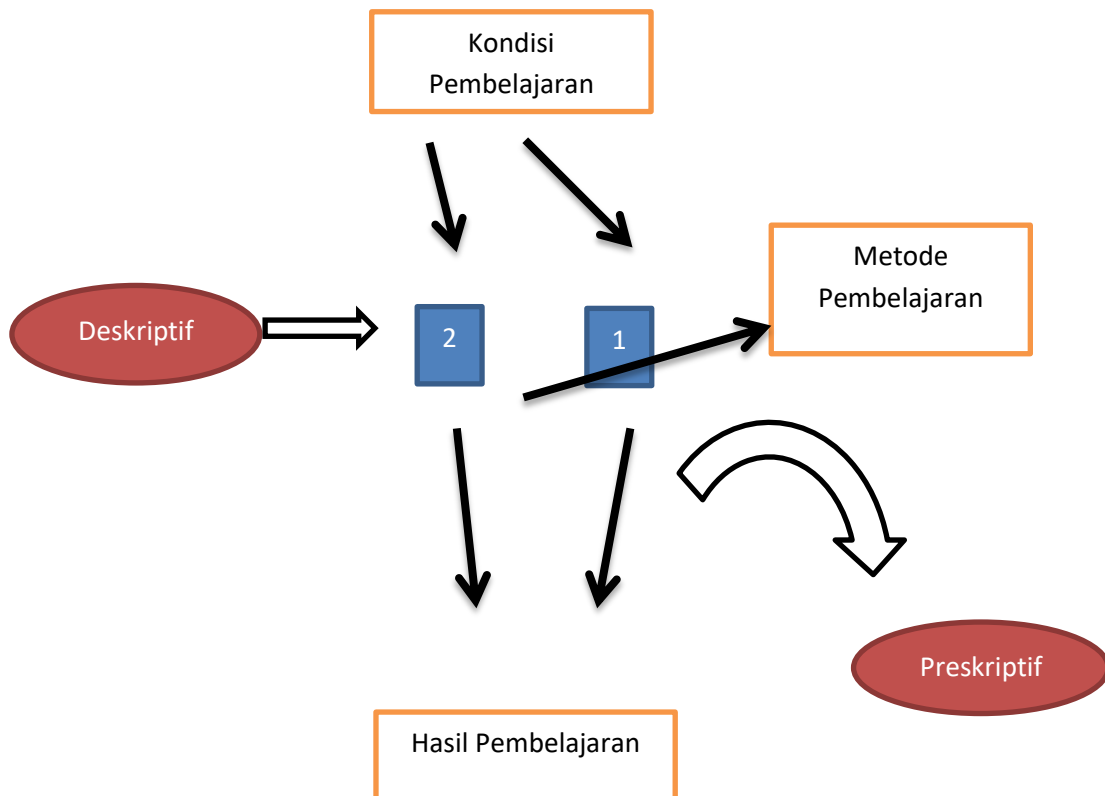 Kondisi
Pembelajaran
Metode
Pembelajaran
Deskriptif
2
1
Preskriptif
Hasil Pembelajaran